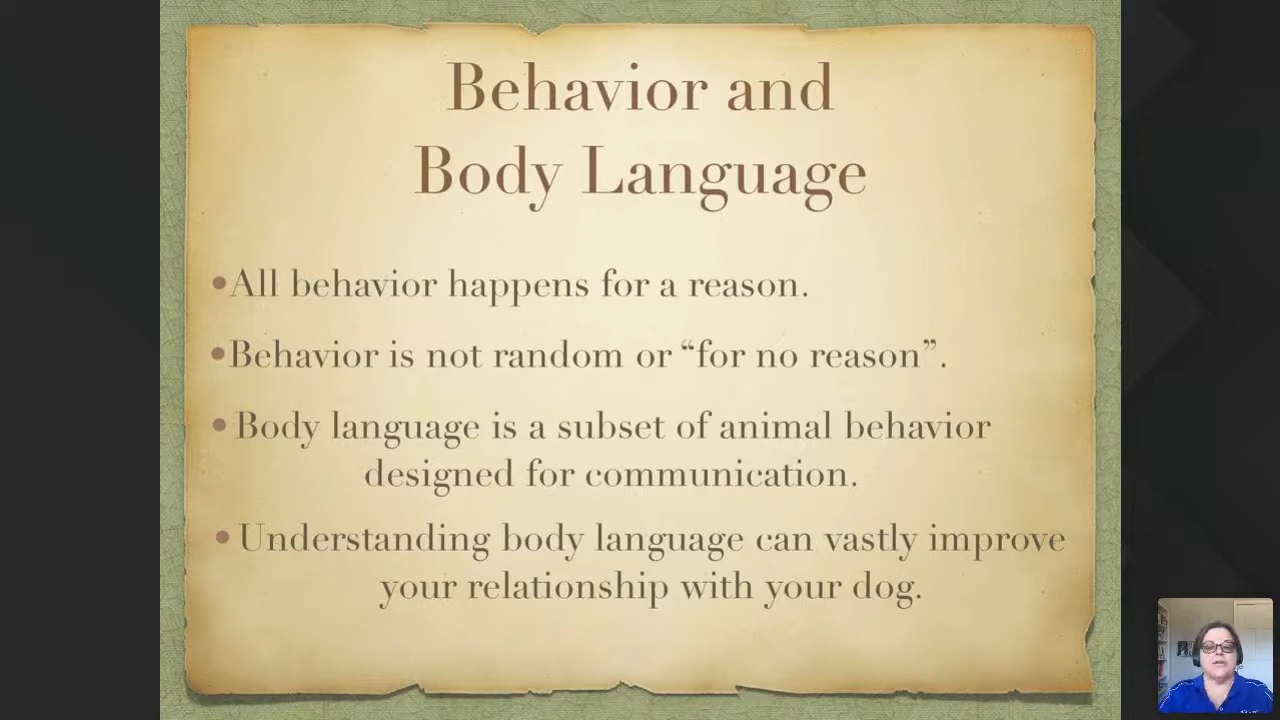 Behavior and
Body Language
•All behavior happens for a reason.
•Behavior is not random or “for no reason”.
• Body language is a subset of animal behavior
designed for communication.
• Understanding body language can vastly improve
your relationship with your dog.